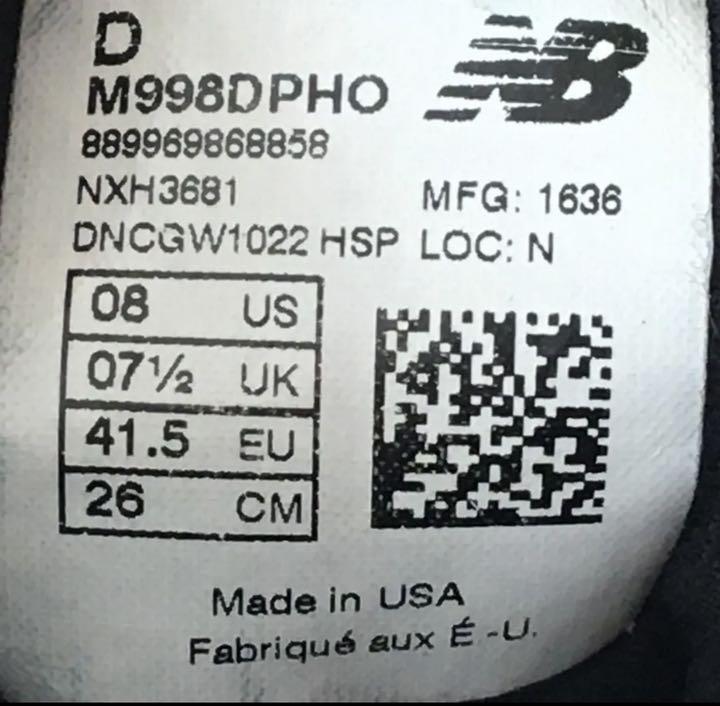 D
M998DPHO
NB
889969868858
NXH3681 MFG: 1636
DNCGW1022 HSP LOC: N
08 US
07½ UK
41.5 EU
26 CM
Made in USA
Fabriqué aux É-U.